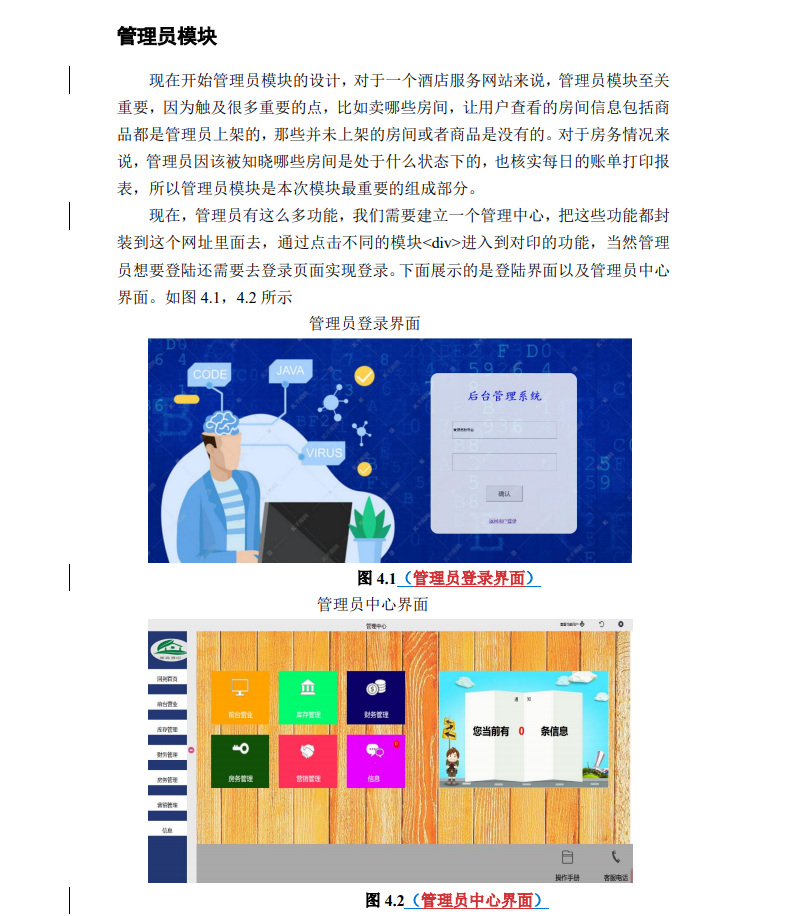 管理员模块
现在开始管理员模块的设计，对于一个酒店服务网站来说，管理员模块至关
重要，因为触及很多重要的点，比如卖哪些房间，让用户查看的房间信息包括商
品都是管理员上架的，那些并未上架的房间或者商品是没有的。对于房务情况来
说，管理员因该被知晓哪些房间是处于什么状态下的，也核实每日的账单打印报
表，所以管理员模块是本次模块最重要的组成部分。
现在，管理员有这么多功能，我们需要建立一个管理中心，把这些功能都封
装到这个网址里面去，通过点击不同的模块<div>进入到对印的功能，当然管理
员想要登陆还需要去登录页面实现登录。下面展示的是登陆界面以及管理员中心
界面。如图 4.1，4.2 所示
管理员登录界面
CODE
JAVA
VIRUS
后台管理系统
确认
图 4.1（管理员登录界面）
管理员中心界面
管理中心
网站首页
前台营业
库存管理
财务管理
房务管理
营销管理
信息
前台营业
库存管理
财务管理
房务管理
营销管理
信息
通 知
您当前有 0 条信息
操作手册
客服电话
图 4.2（管理员中心界面）